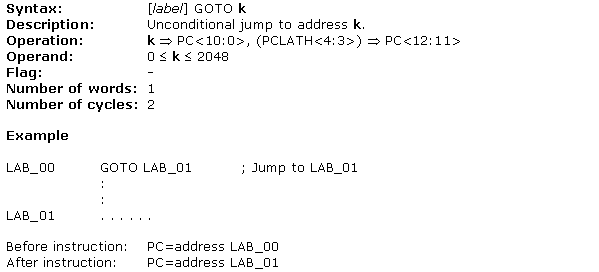 Syntax: [label] GOTO k
Description: Unconditional jump to address k.
Operation: k ⇒ PC<10:0>, (PCLATH<4:3>) ⇒ PC<12:11>
Operand: 0 ≤ k ≤ 2048
Flag: -
Number of words: 1
Number of cycles: 2
Example
LAB_00 GOTO LAB_01 ; Jump to LAB_01
:
:
LAB_01 . . . . . .
Before instruction: PC=address LAB_00
After instruction: PC=address LAB_01